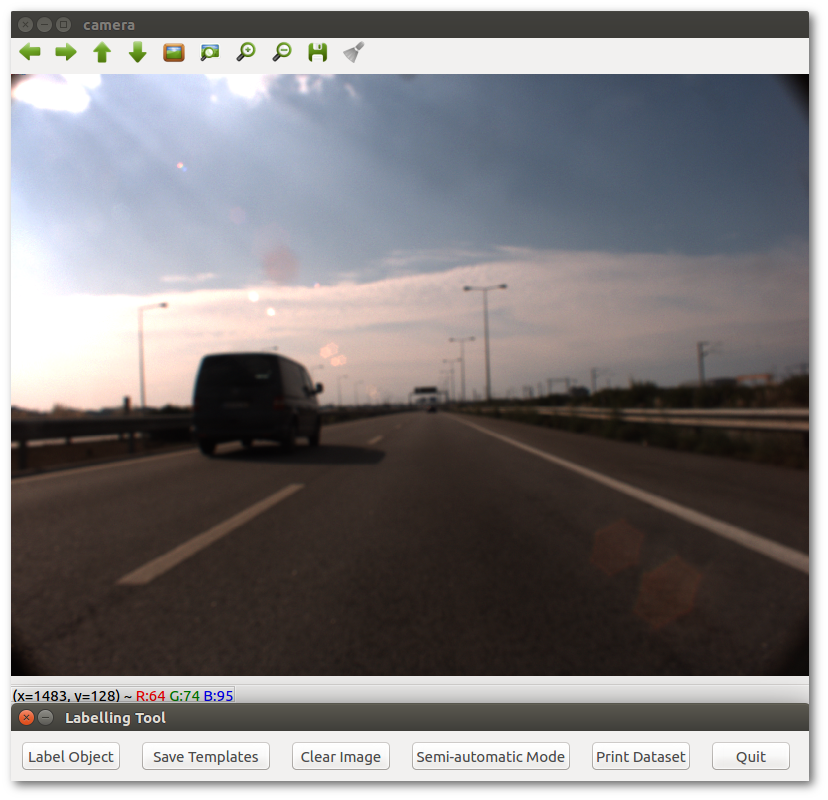 camera
(x=1483, y=128) ~ R:64 G:74 B:95
Labelling Tool
Label Object Save Templates Clear Image Semi-automatic Mode Print Dataset Quit